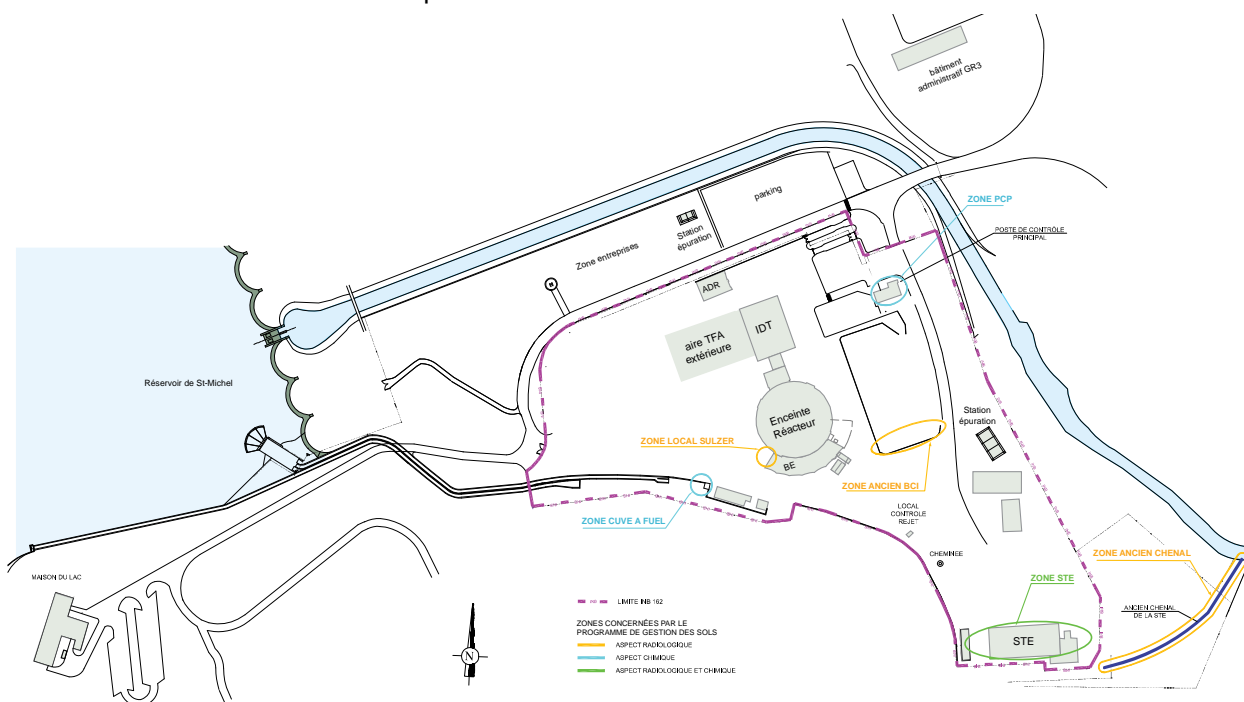 bâtiment
administratif GR3
ZONE PCP
parking
POSTE DE CONTRÔLE
PRINCIPAL
Station
épuration
Zone entreprises
ADR
IDT
aire TFA
extérieure
Réservoir de St-Michel
Enceinte
Réacteur
Station
épuration
ZONE LOCAL SULZER
BE
ZONE ANCIEN BCI
LOCAL
CONTROLE
REJET
ZONE CUVE A FUEL
CHEMINEE
ZONE ANCIEN CHENAL
MAISON DU LAC
ZONE STE
ANCIEN CHENAL
DE LA STE
STE
N
LIMITE INB 162
ZONES CONCERNÉES PAR LE
PROGRAMME DE GESTION DES SOLS
ASPECT RADIOLOGIQUE
ASPECT CHIMIQUE
ASPECT RADIOLOGIQUE ET CHIMIQUE